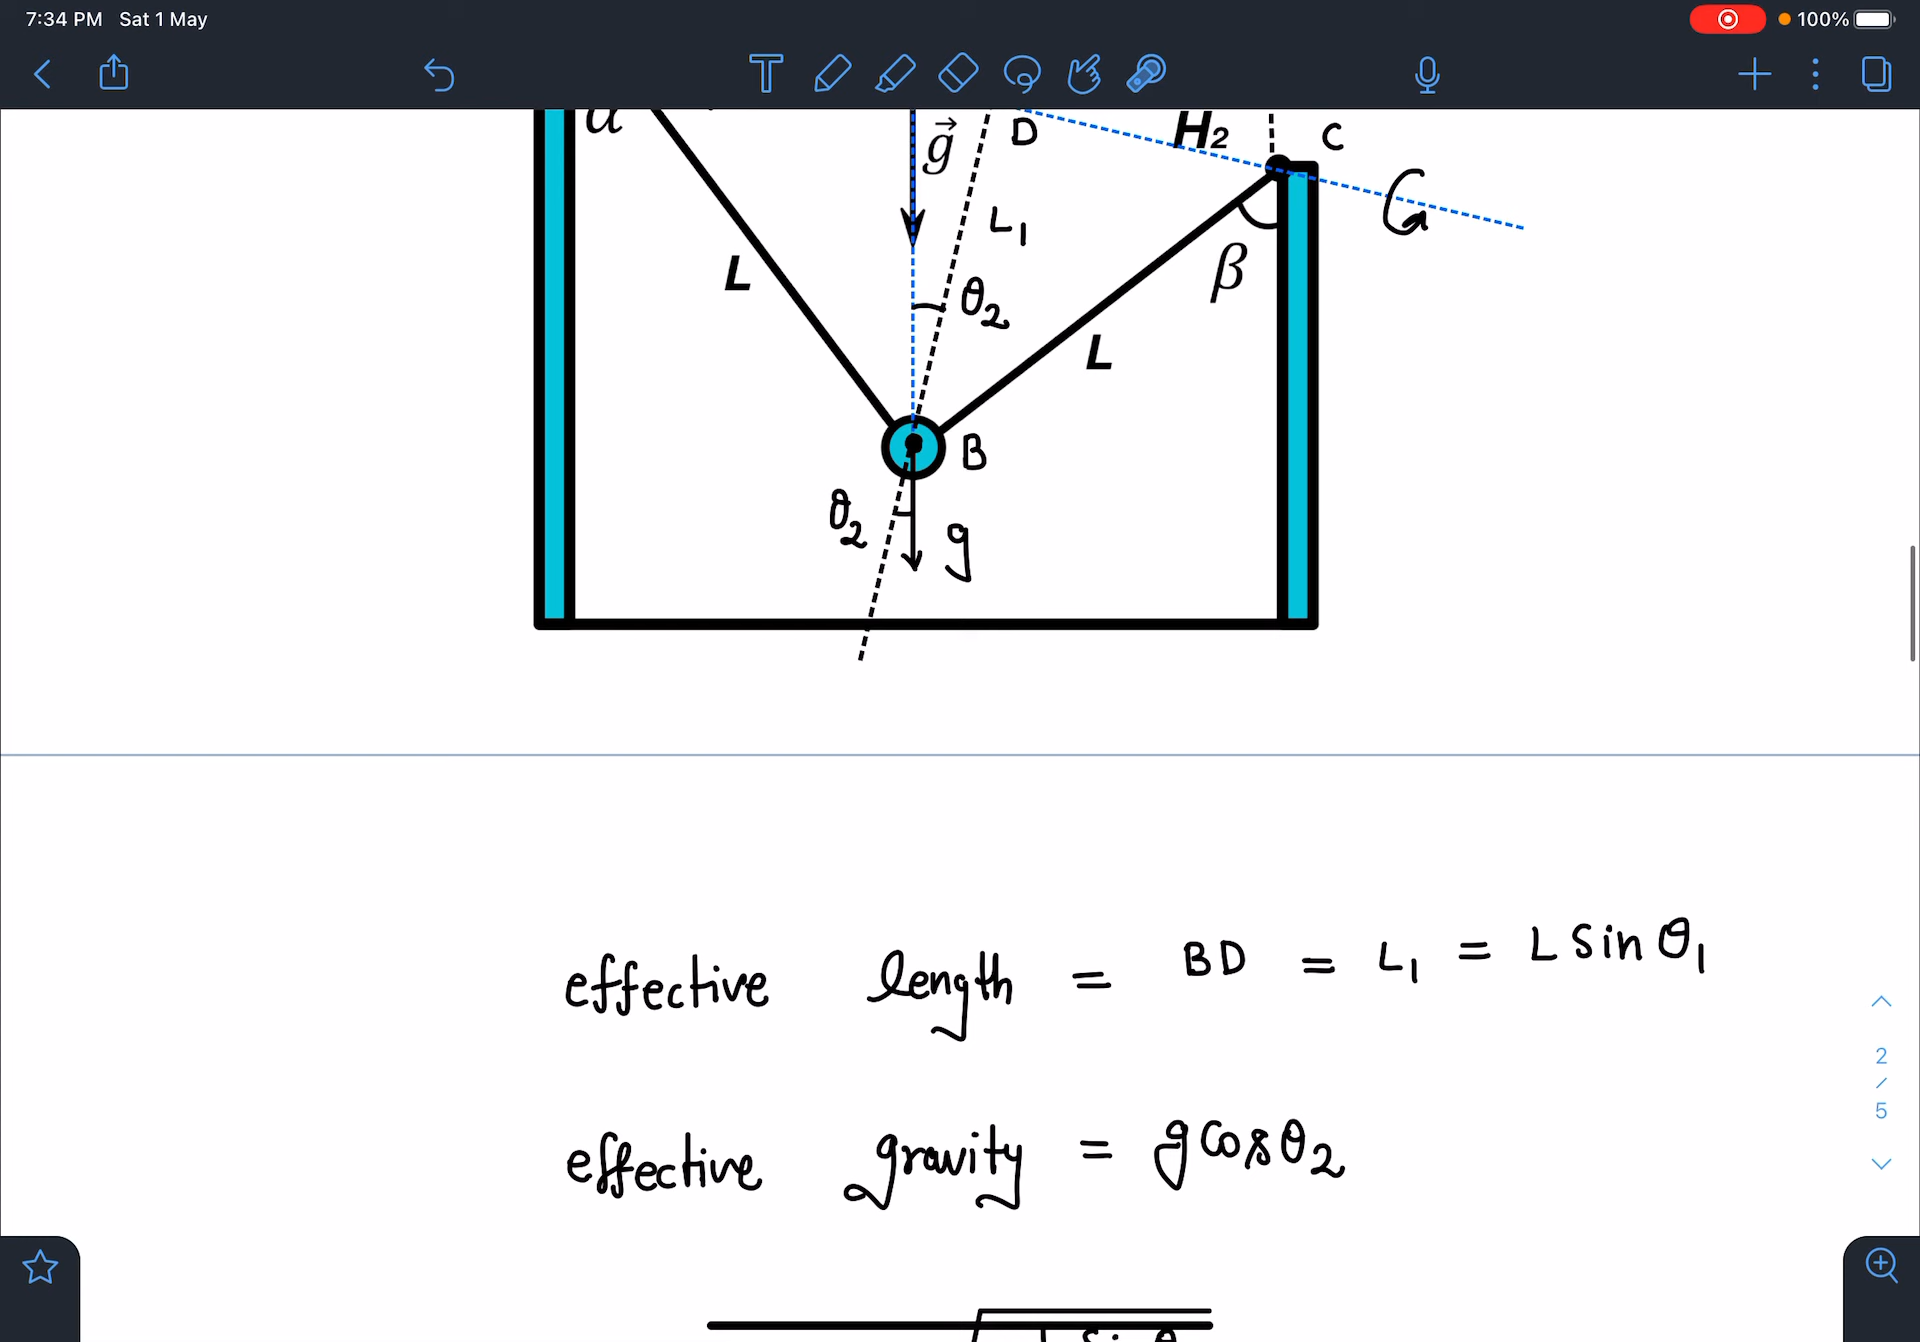 7:34 PM Sat 1 May 100%
α
g⃗
D
H₂
C
L₁
G
L
θ₂
β
L
B
θ₂
g
effective length = BD = L₁ = L Sin θ₁
effective gravity = g cos θ₂
2
/
5